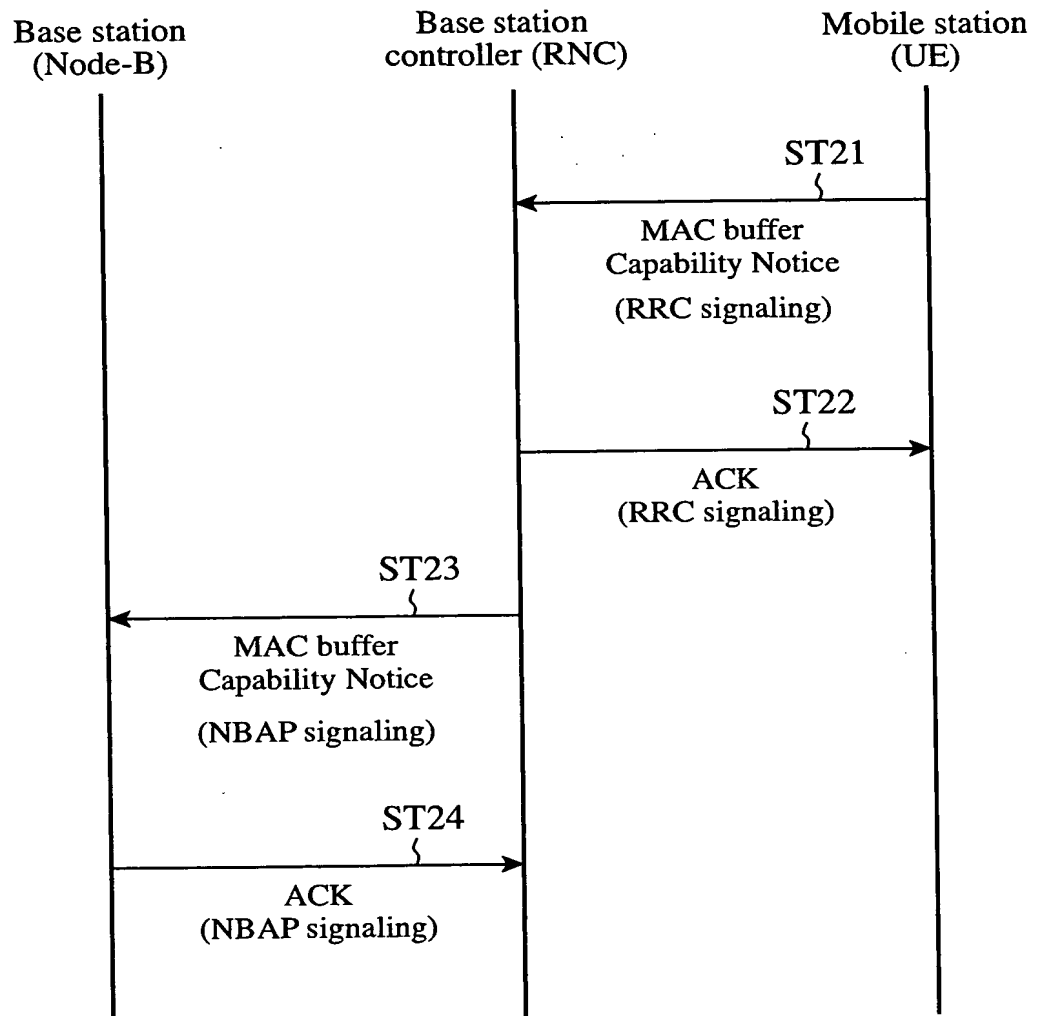 Base station
(Node-B)
Base station
controller (RNC)
Mobile station
(UE)
ST21
MAC buffer
Capability Notice
(RRC signaling)
ST22
ACK
(RRC signaling)
ST23
MAC buffer
Capability Notice
(NBAP signaling)
ST24
ACK
(NBAP signaling)